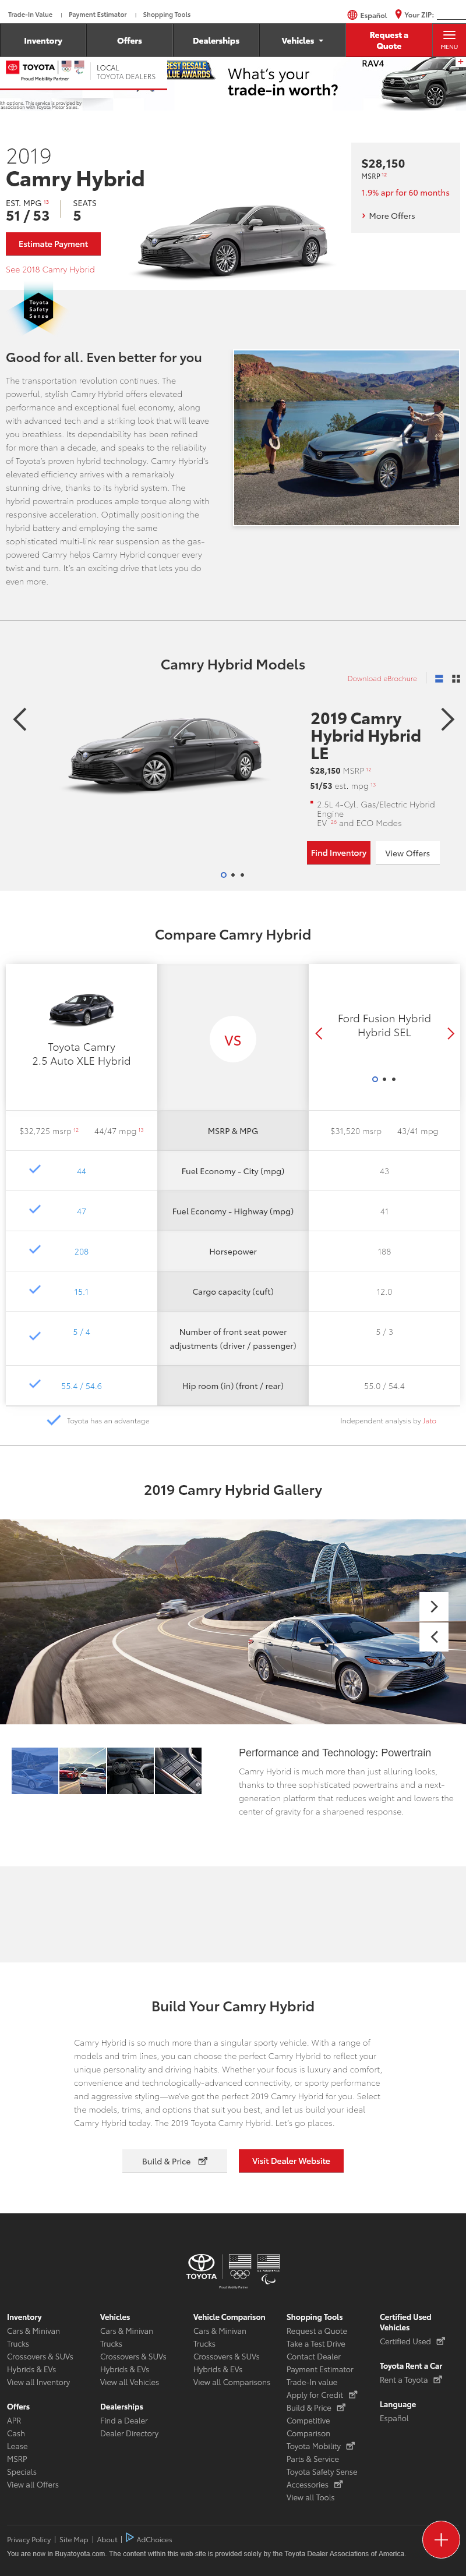 Trade-In Value | Payment Estimator | Shopping Tools
Español Your ZIP:
Inventory Offers Dealerships Vehicles Request a Quote MENU
TOYOTA
Proud Mobility Partner
LOCAL
TOYOTA DEALERS
BEST RESALE
VALUE AWARDS
What's your
trade-in worth?
RAV4
th options. This service is provided by
association with Toyota Motor Sales
2019
Camry Hybrid
EST. MPG 13
51 / 53
SEATS
5
Estimate Payment
See 2018 Camry Hybrid
$28,150
MSRP 12
1.9% apr for 60 months
More Offers
Toyota
Safety
Sense
Good for all. Even better for you
The transportation revolution continues. The
powerful, stylish Camry Hybrid offers elevated
performance and exceptional fuel economy, along
with advanced tech and a striking look that will leave
you breathless. Its dependability has been refined
for more than a decade, and speaks to the reliability
of Toyota's proven hybrid technology. Camry Hybrid's
elevated efficiency arrives with a remarkably
stunning drive, thanks to its hybrid system. The
hybrid powertrain produces ample torque along with
responsive acceleration. Optimally positioning the
hybrid battery and employing the same
sophisticated multi-link rear suspension as the gas-
powered Camry helps Camry Hybrid conquer every
twist and turn. It's an exciting drive that lets you do
even more.
Camry Hybrid Models
Download eBrochure
2019 Camry
Hybrid Hybrid
LE
$28,150 MSRP 12
51/53 est. mpg 13
2.5L 4-Cyl. Gas/Electric Hybrid
Engine
EV 26 and ECO Modes
Find Inventory
View Offers
Compare Camry Hybrid
Toyota Camry
2.5 Auto XLE Hybrid
VS
Ford Fusion Hybrid
Hybrid SEL
$32,725 msrp 12 44/47 mpg 13 MSRP & MPG $31,520 msrp 43/41 mpg
44 Fuel Economy - City (mpg) 43
47 Fuel Economy - Highway (mpg) 41
208 Horsepower 188
15.1 Cargo capacity (cuft) 12.0
5 / 4 Number of front seat power 5 / 3
adjustments (driver / passenger)
55.4 / 54.6 Hip room (in) (front / rear) 55.0 / 54.4
Toyota has an advantage
Independent analysis by Jato
2019 Camry Hybrid Gallery
Performance and Technology: Powertrain
Camry Hybrid is much more than just alluring looks,
thanks to three sophisticated powertrains and a next-
generation platform that reduces weight and lowers the
center of gravity for a sharpened response.
Build Your Camry Hybrid
Camry Hybrid is so much more than a singular sporty vehicle. With a range of
models and trim lines, you can choose the perfect Camry Hybrid to reflect your
unique personality and driving habits. Whether your focus is luxury and comfort,
convenience and technologically-advanced connectivity, or sporty performance
and aggressive styling—we've got the perfect 2019 Camry Hybrid for you. Select
the models, trims, and options that suit you best, and let us build your ideal
Camry Hybrid today. The 2019 Toyota Camry Hybrid. Let's go places.
Build & Price
Visit Dealer Website
TOYOTA
Proud Mobility Partner
Inventory
Cars & Minivan
Trucks
Crossovers & SUVs
Hybrids & EVs
View all Inventory
Offers
APR
Cash
Lease
MSRP
Specials
View all Offers
Vehicles
Cars & Minivan
Trucks
Crossovers & SUVs
Hybrids & EVs
View all Vehicles
Dealerships
Find a Dealer
Dealer Directory
Vehicle Comparison
Cars & Minivan
Trucks
Crossovers & SUVs
Hybrids & EVs
View all Comparisons
Shopping Tools
Request a Quote
Take a Test Drive
Contact Dealer
Payment Estimator
Trade-In value
Apply for Credit
Build & Price
Competitive
Comparison
Toyota Mobility
Parts & Service
Toyota Safety Sense
Accessories
View all Tools
Certified Used
Vehicles
Certified Used
Toyota Rent a Car
Rent a Toyota
Language
Español
Privacy Policy | Site Map | About | AdChoices
You are now in Buyatoyota.com. The content within this web site is provided solely by the Toyota Dealer Associations of America.